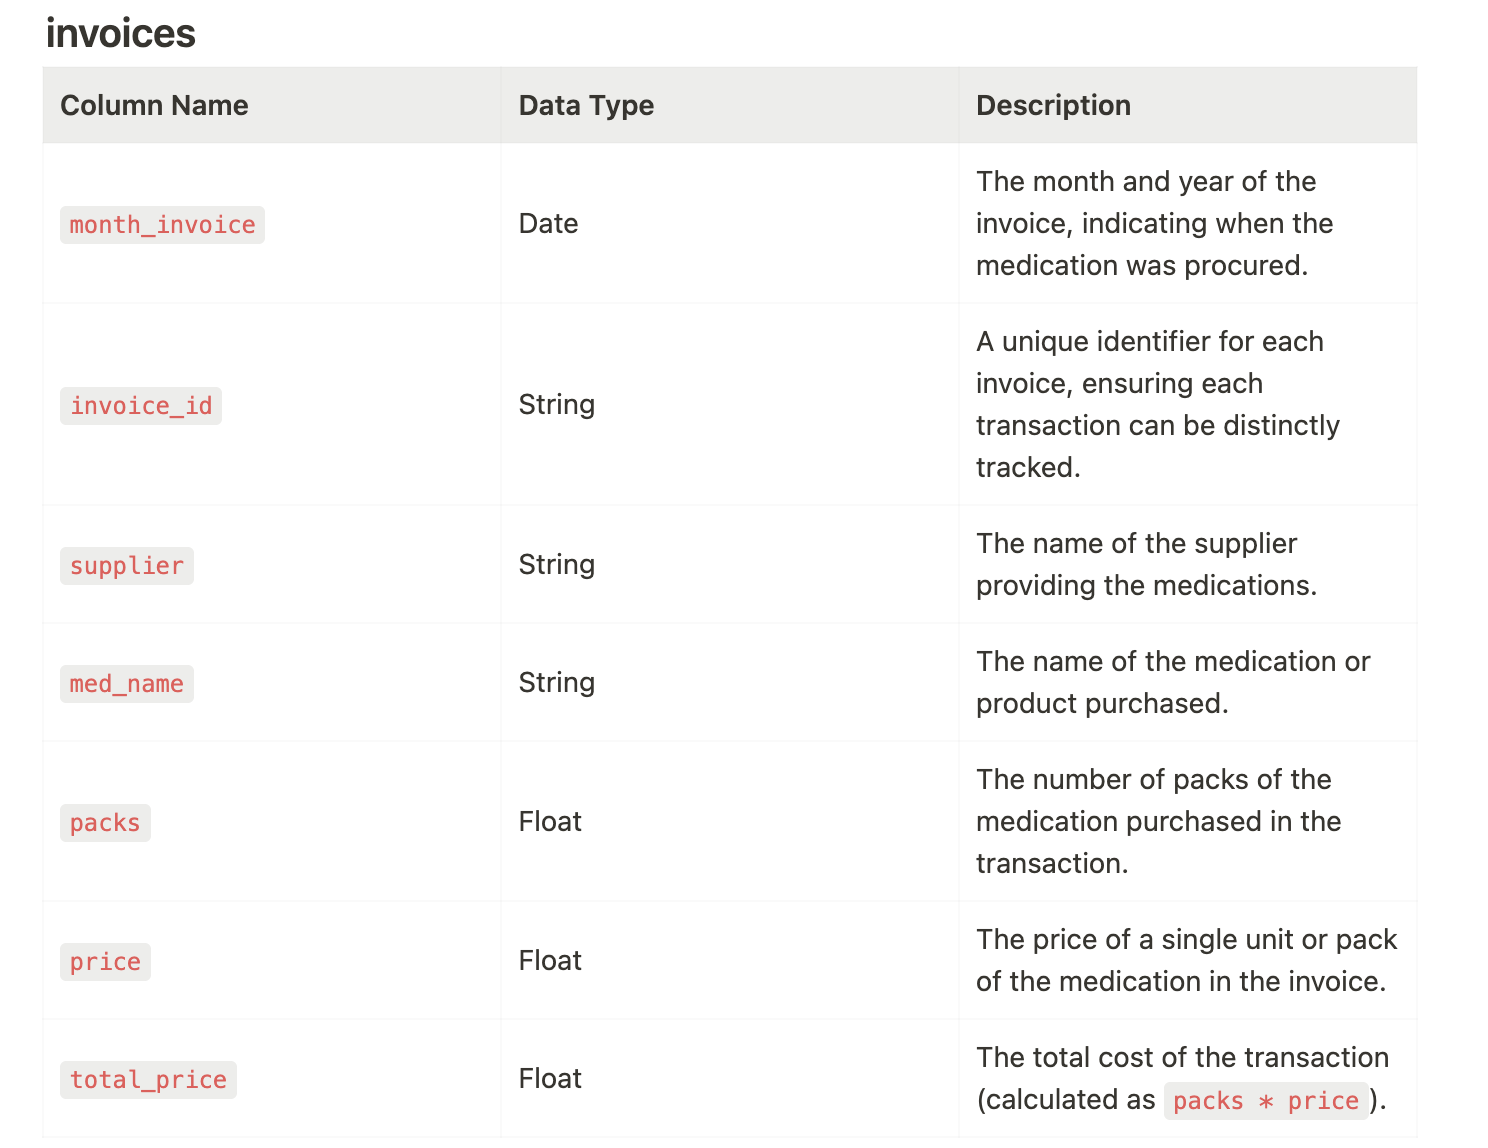 invoices
Column Name Data Type Description
month_invoice Date The month and year of the
invoice, indicating when the
medication was procured.
invoice_id String A unique identifier for each
invoice, ensuring each
transaction can be distinctly
tracked.
supplier String The name of the supplier
providing the medications.
med_name String The name of the medication or
product purchased.
packs Float The number of packs of the
medication purchased in the
transaction.
price Float The price of a single unit or pack
of the medication in the invoice.
total_price Float The total cost of the transaction
(calculated as packs * price ).